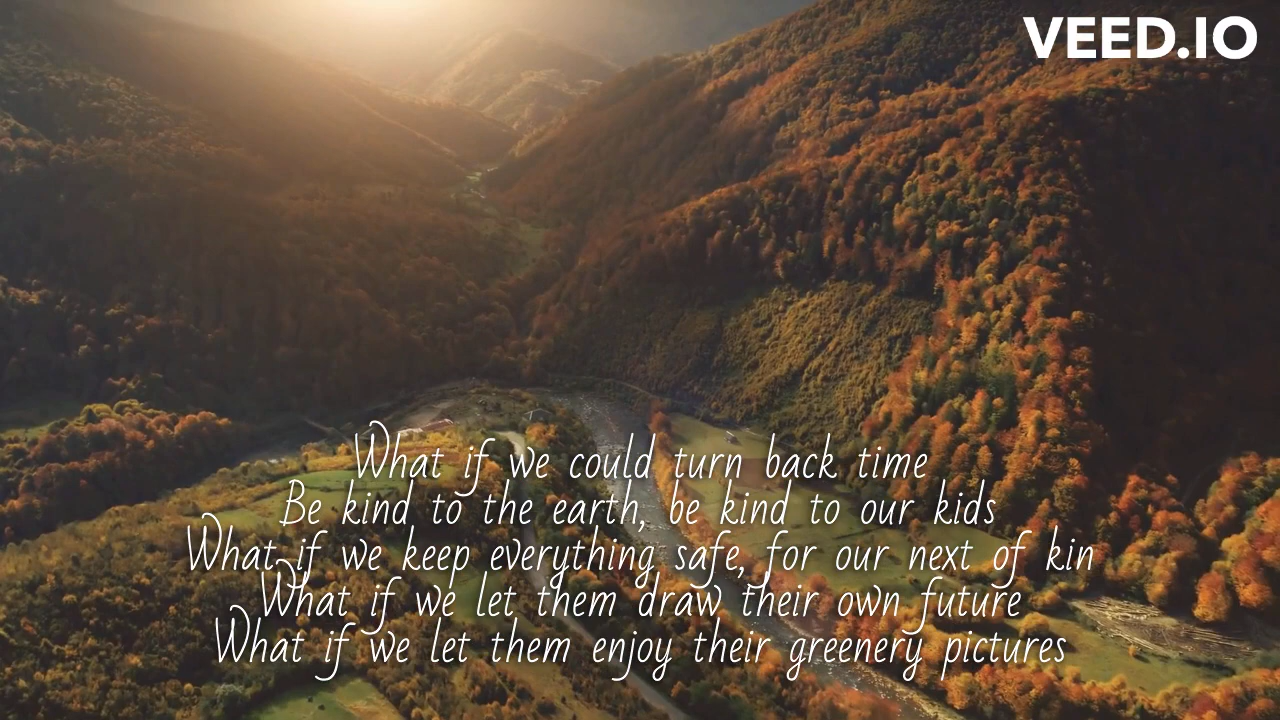 VEED.IO
What if we could turn back time
Be kind to the earth, be kind to our kids
What if we keep everything safe, for our next of kin
What if we let them draw their own future
What if we let them enjoy their greenery pictures